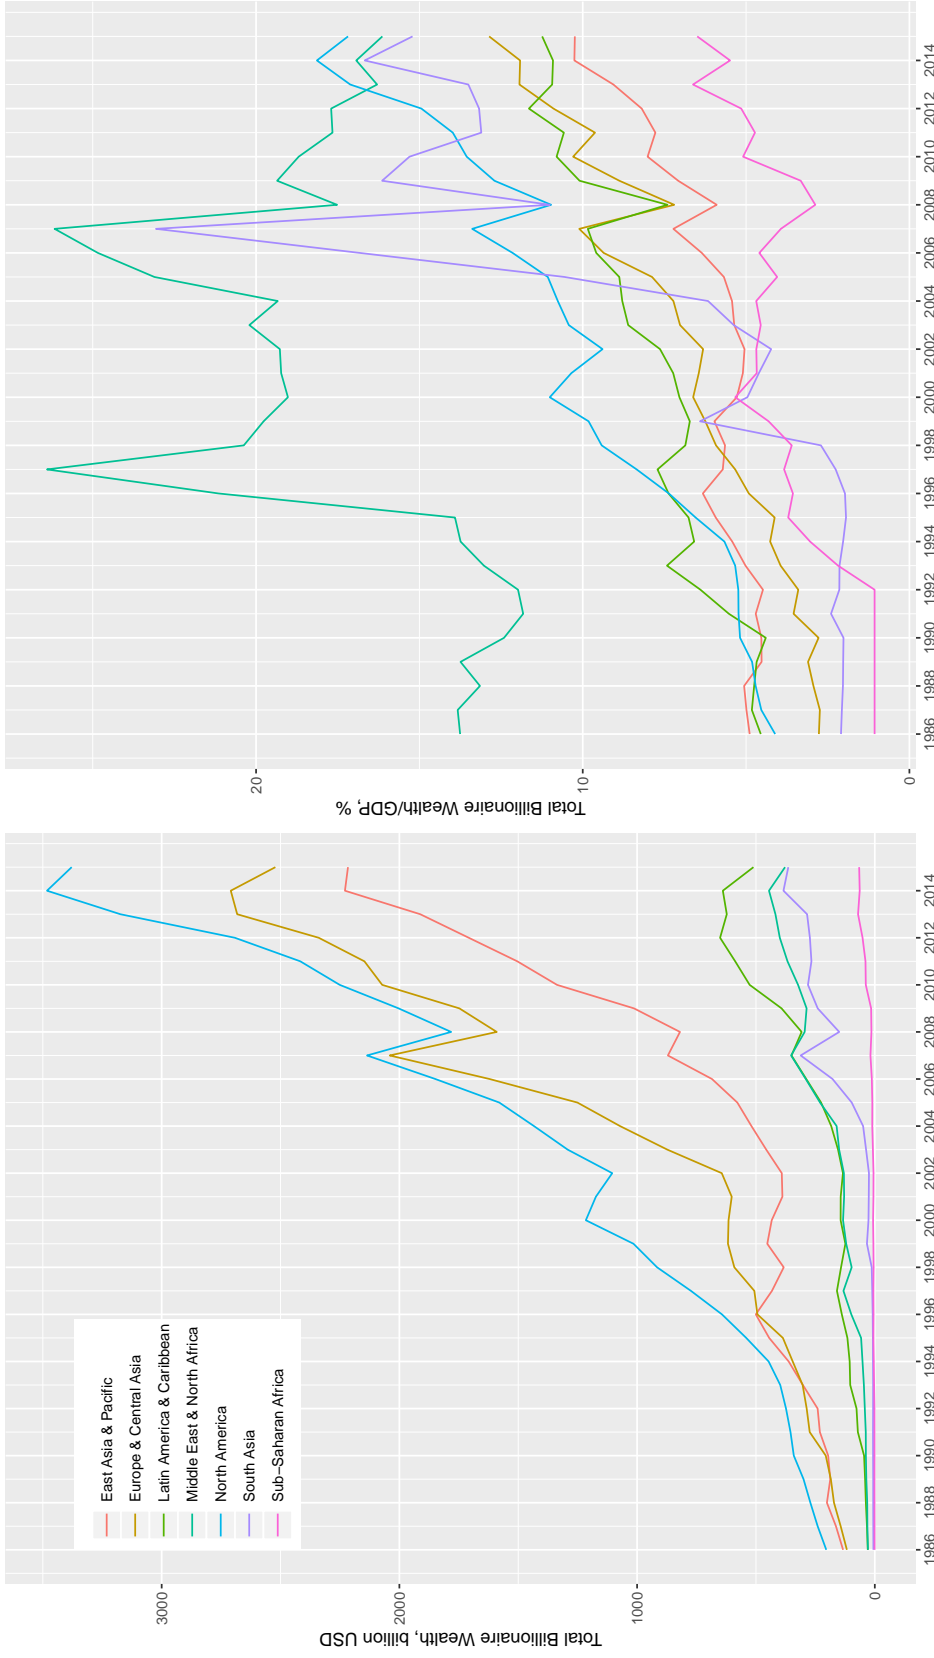 Total Billionaire Wealth, billion USD
3000
2000
1000
0
East Asia & Pacific
Europe & Central Asia
Latin America & Caribbean
Middle East & North Africa
North America
South Asia
Sub−Saharan Africa
1986 1988 1990 1992 1994 1996 1998 2000 2002 2004 2006 2008 2010 2012 2014
Total Billionaire Wealth/GDP, %
20
10
0
1986 1988 1990 1992 1994 1996 1998 2000 2002 2004 2006 2008 2010 2012 2014